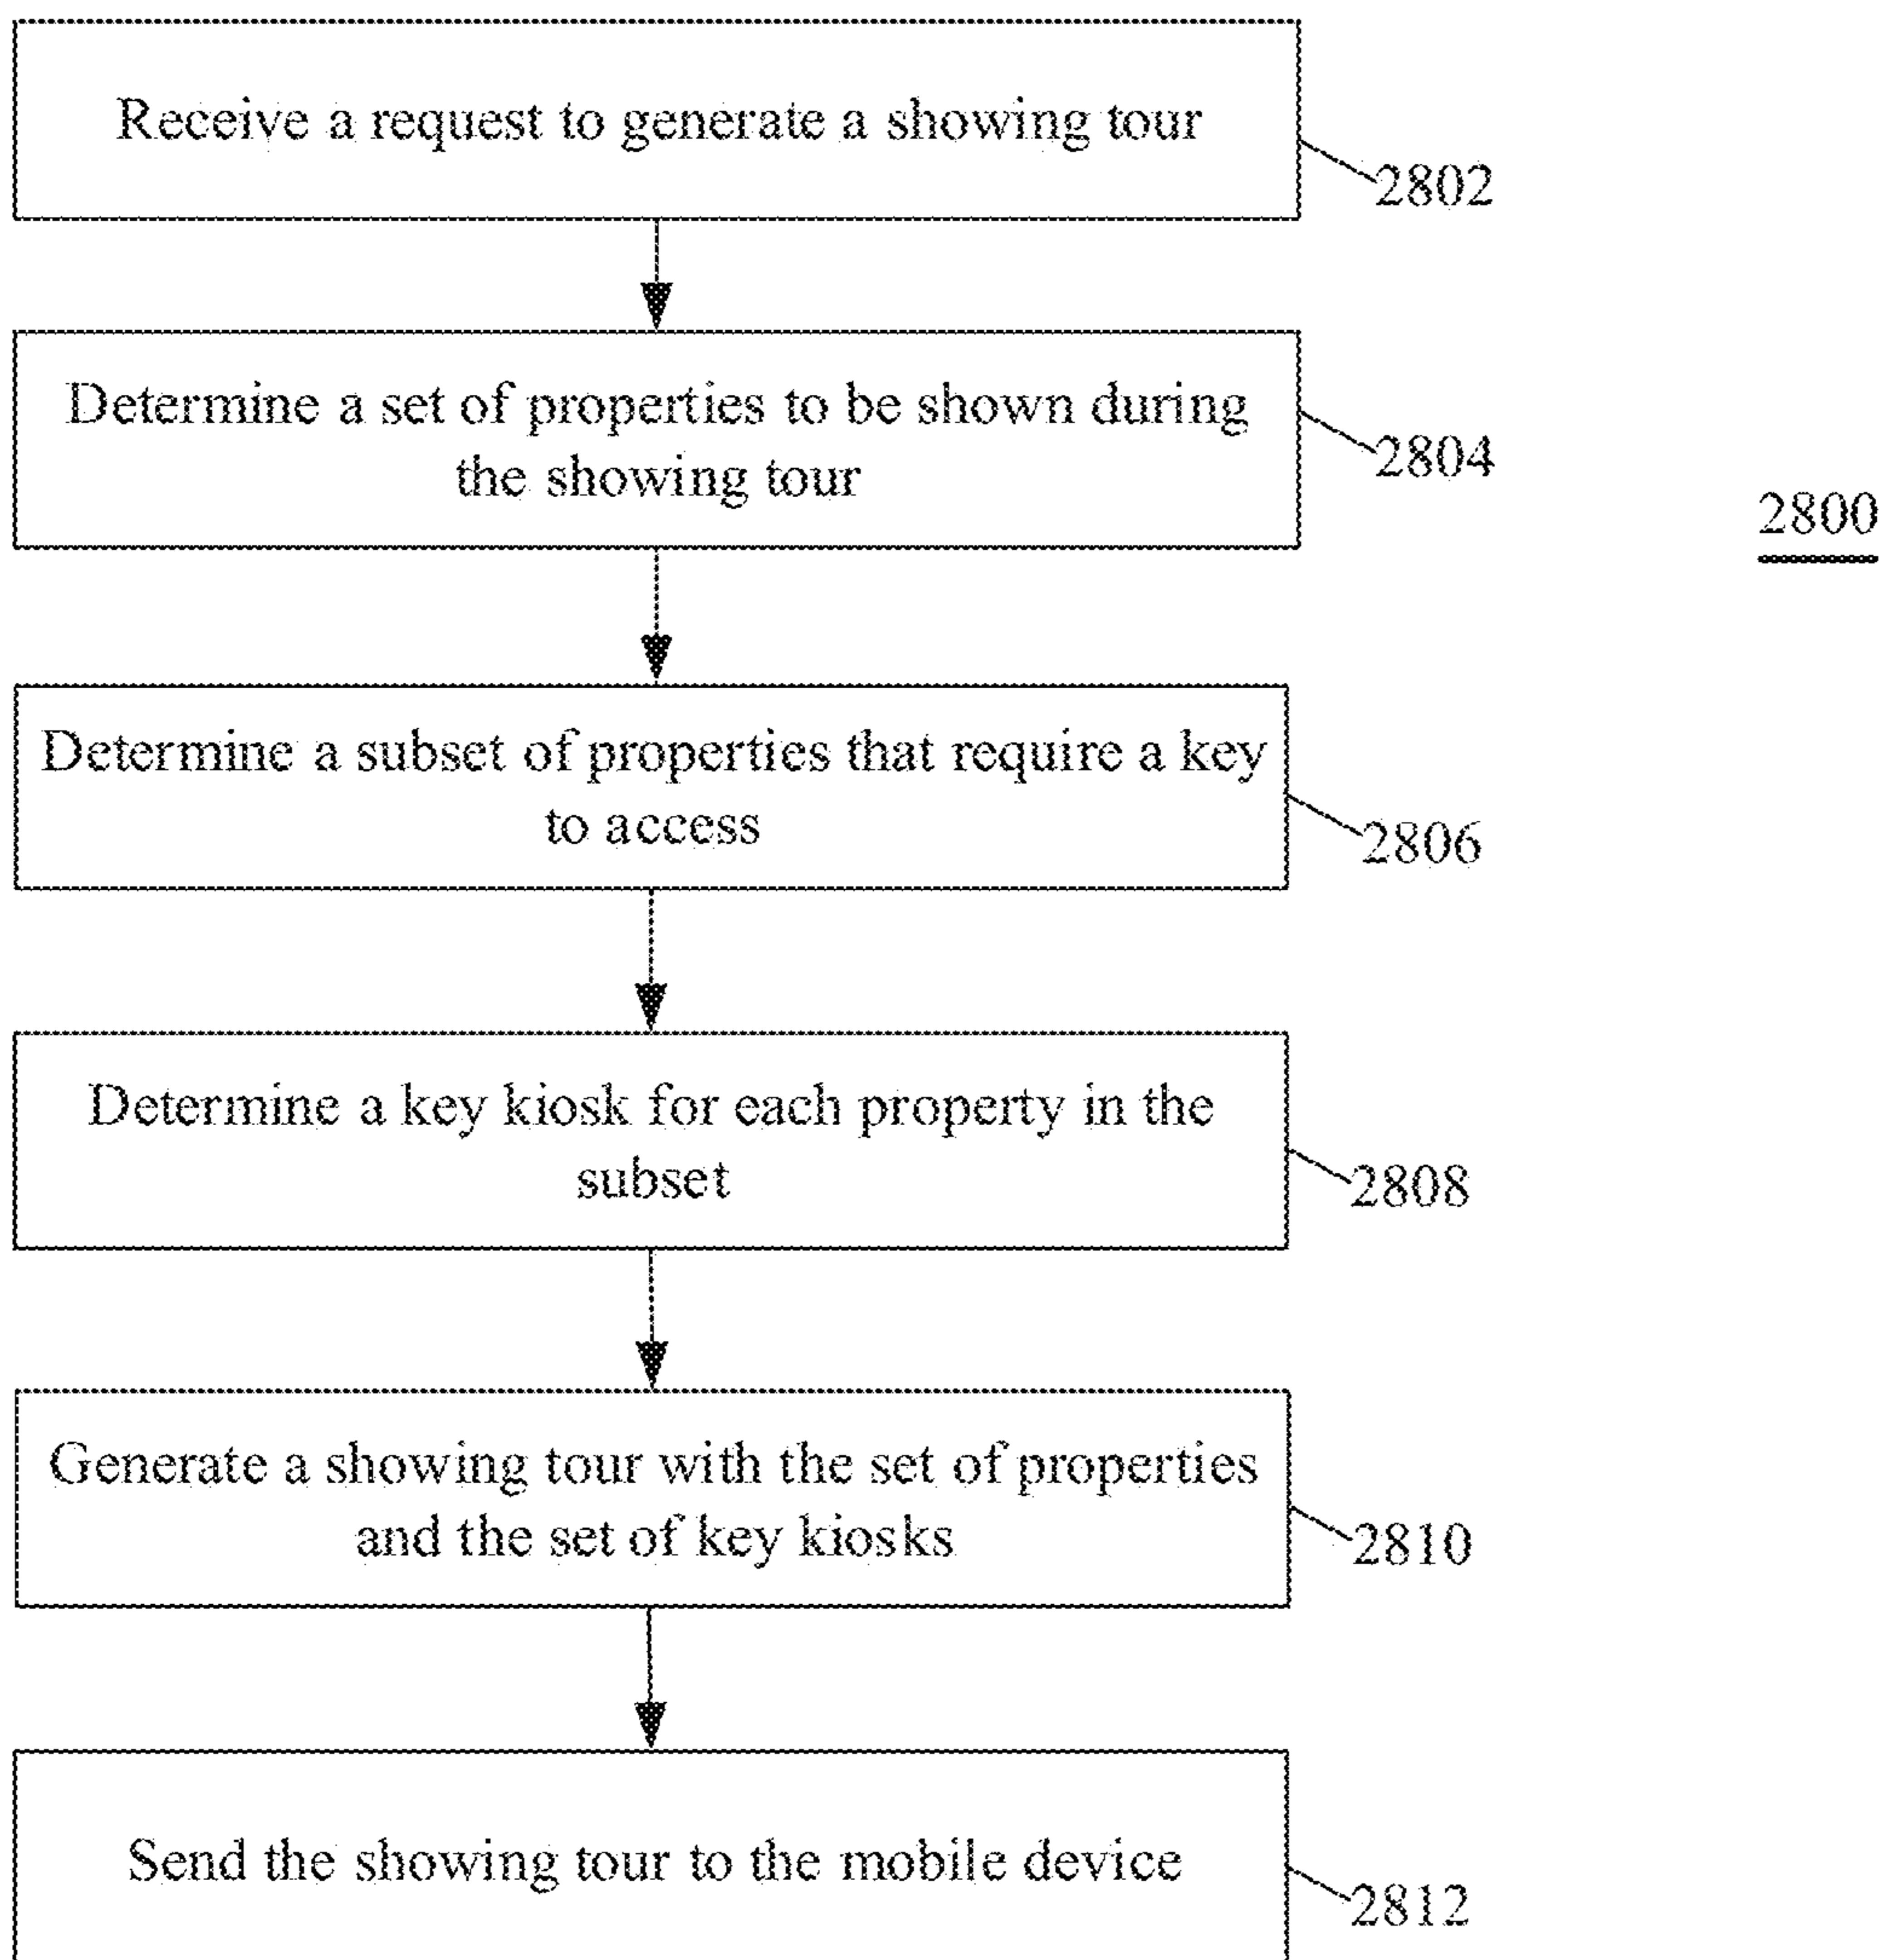 Receive a request to generate a showing tour
2802
Determine a set of properties to be shown during
the showing tour
2804
2800
Determine a subset of properties that require a key
to access
2806
Determine a key kiosk for each property in the
subset
2808
Generate a showing tour with the set of properties
and the set of key kiosks
2810
Send the showing tour to the mobile device
2812